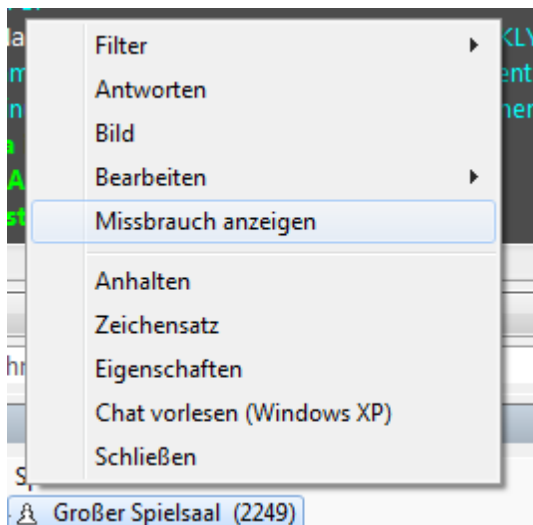 Filter
Antworten
Bild
Bearbeiten
Missbrauch anzeigen
Anhalten
Zeichensatz
Eigenschaften
Chat vorlesen (Windows XP)
Schließen
Großer Spielsaal (2249)